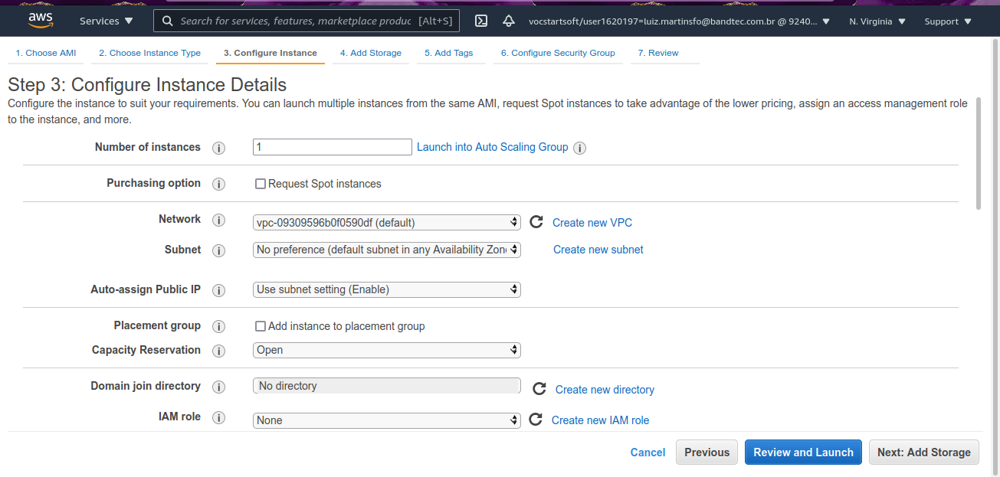 aws
Services
Search for services, features, marketplace produc [Alt+S]
vocstartsoft/user1620197=luiz.martinsfo@bandtec.com.br @ 9240...
N. Virginia
Support
1. Choose AMI
2. Choose Instance Type
3. Configure Instance
4. Add Storage
5. Add Tags
6. Configure Security Group
7. Review
Step 3: Configure Instance Details
Configure the instance to suit your requirements. You can launch multiple instances from the same AMI, request Spot instances to take advantage of the lower pricing, assign an access management role
to the instance, and more.
Number of instances
1
Launch into Auto Scaling Group
Purchasing option
Request Spot instances
Network
vpc-09309596b0f0590df (default)
Create new VPC
Subnet
No preference (default subnet in any Availability Zon
Create new subnet
Auto-assign Public IP
Use subnet setting (Enable)
Placement group
Add instance to placement group
Capacity Reservation
Open
Domain join directory
No directory
Create new directory
IAM role
None
Create new IAM role
Cancel
Previous
Review and Launch
Next: Add Storage